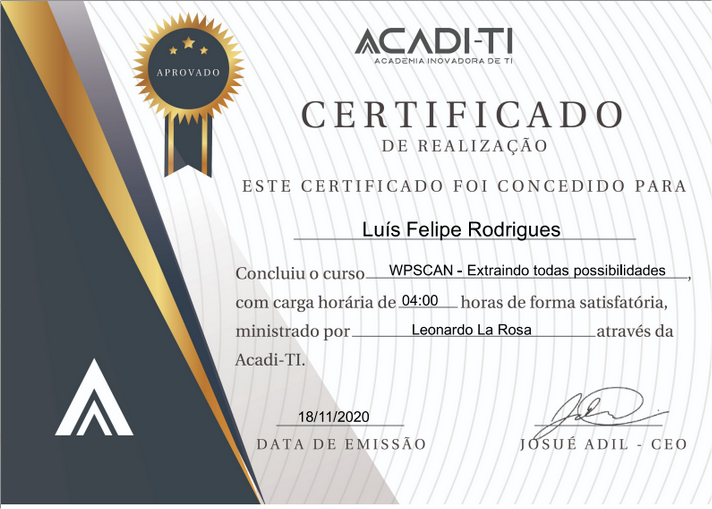 APROVADO
ACADI-TI
ACADEMIA INOVADORA DE TI
CERTIFICADO
DE REALIZAÇÃO
ESTE CERTIFICADO FOI CONCEDIDO PARA
Luís Felipe Rodrigues
Concluiu o curso WPSCAN - Extraindo todas possibilidades,
com carga horária de 04:00 horas de forma satisfatória,
ministrado por Leonardo La Rosa através da
Acadi-TI.
18/11/2020
DATA DE EMISSÃO
JOSUÉ ADIL - CEO